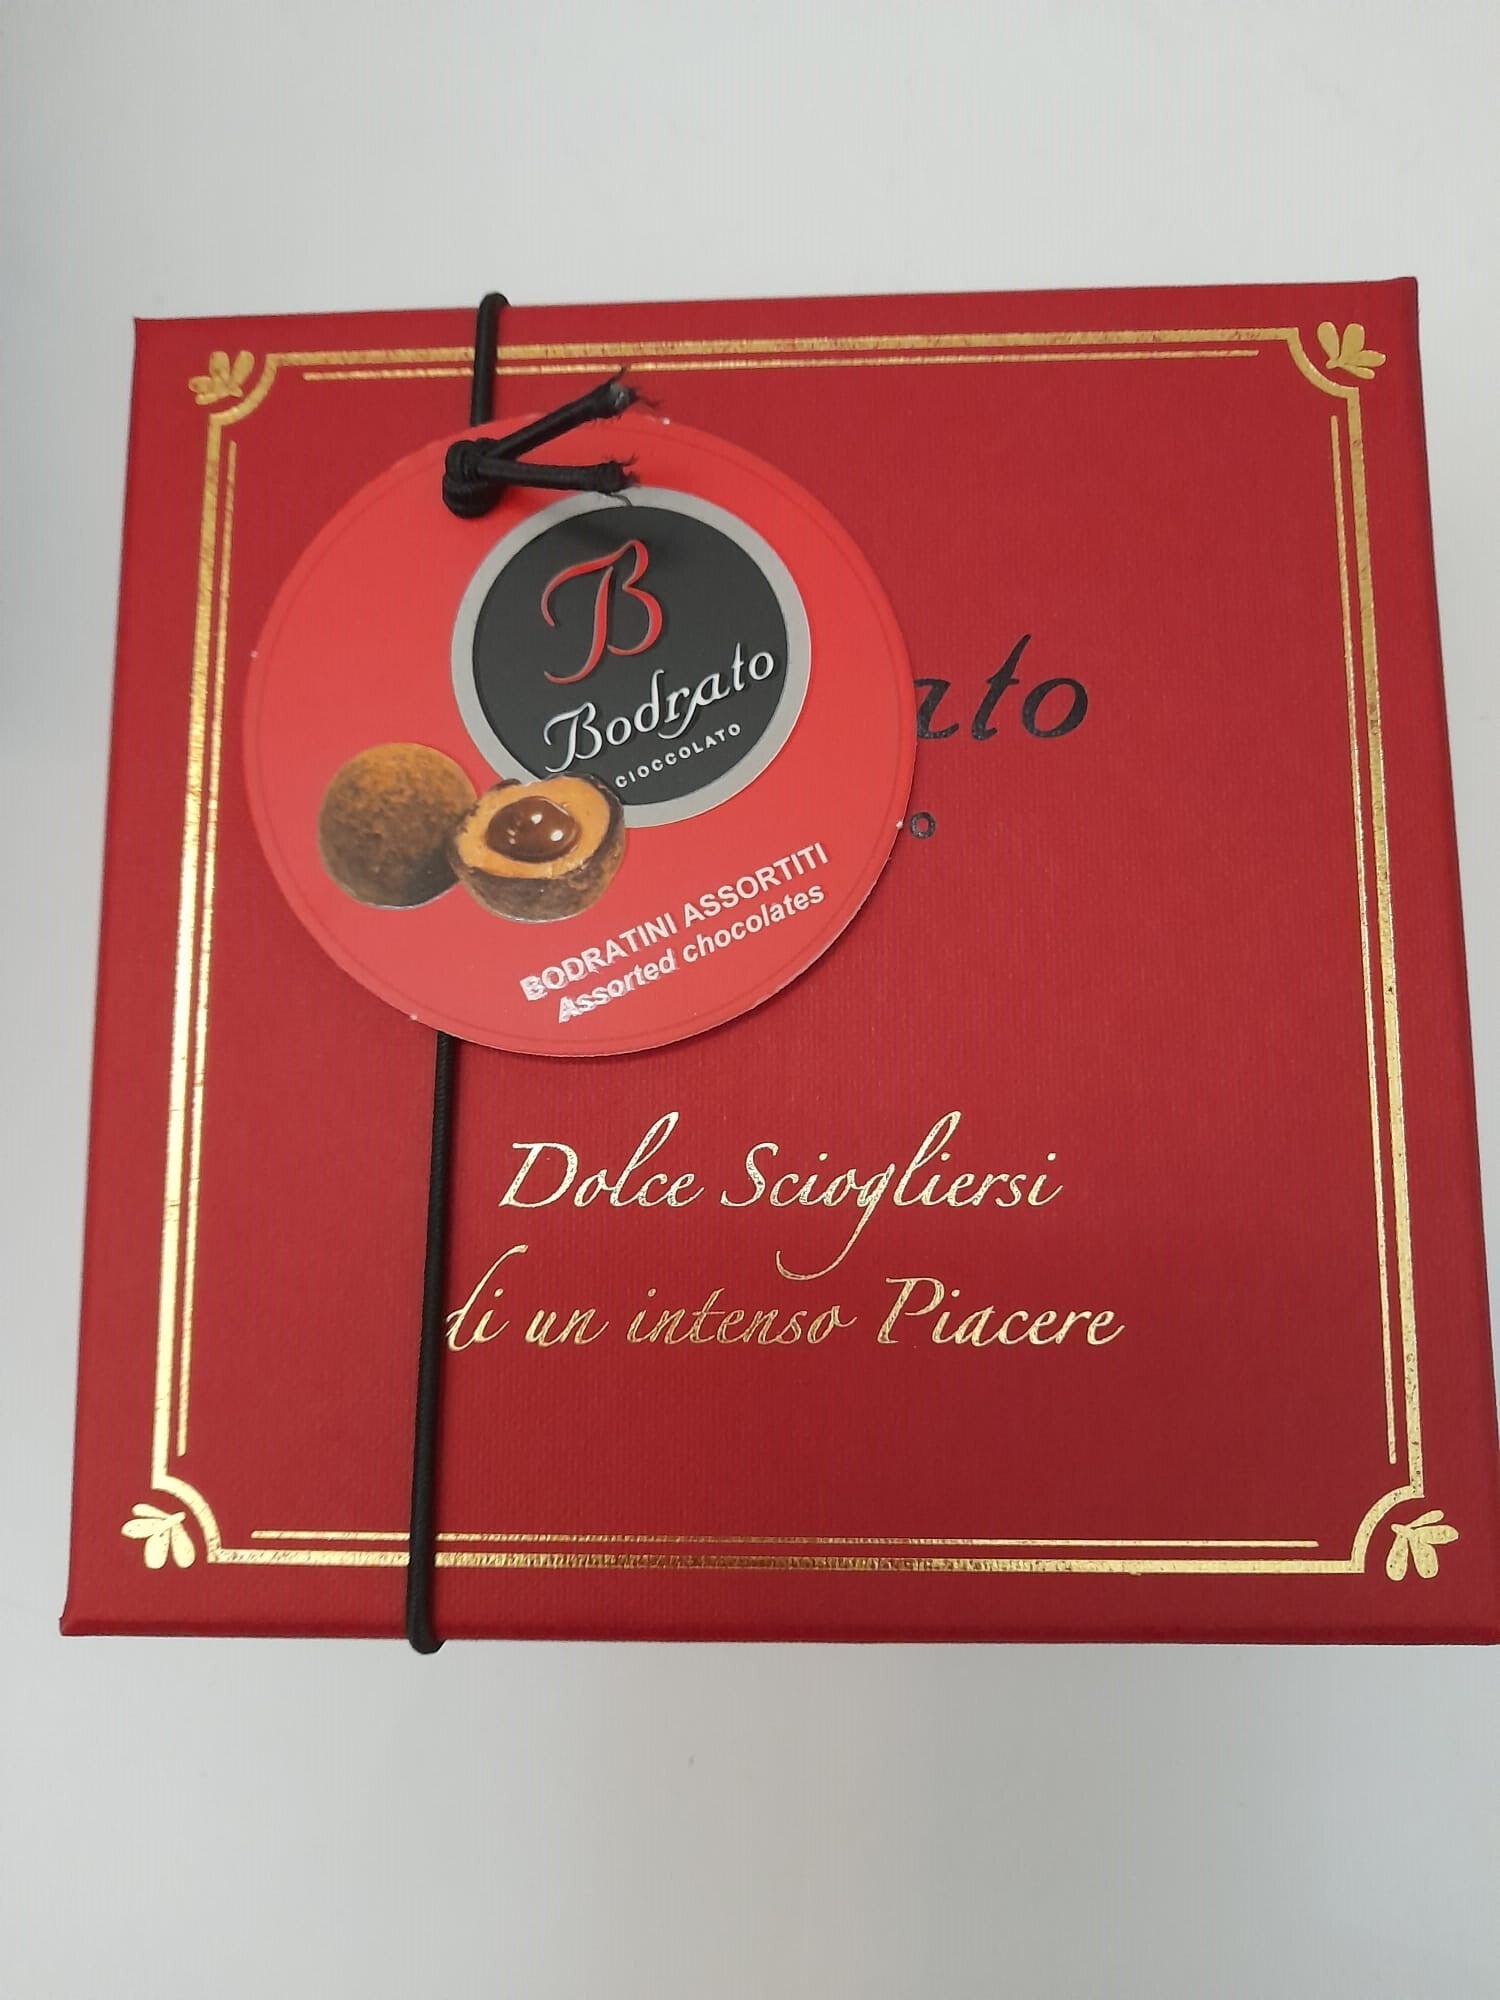 B
Bodrato
CIOCCOLATO
BODRATINI ASSORTITI
Assorted chocolates
ato
o
Dolce Sciogliersi
di un intenso Piacere